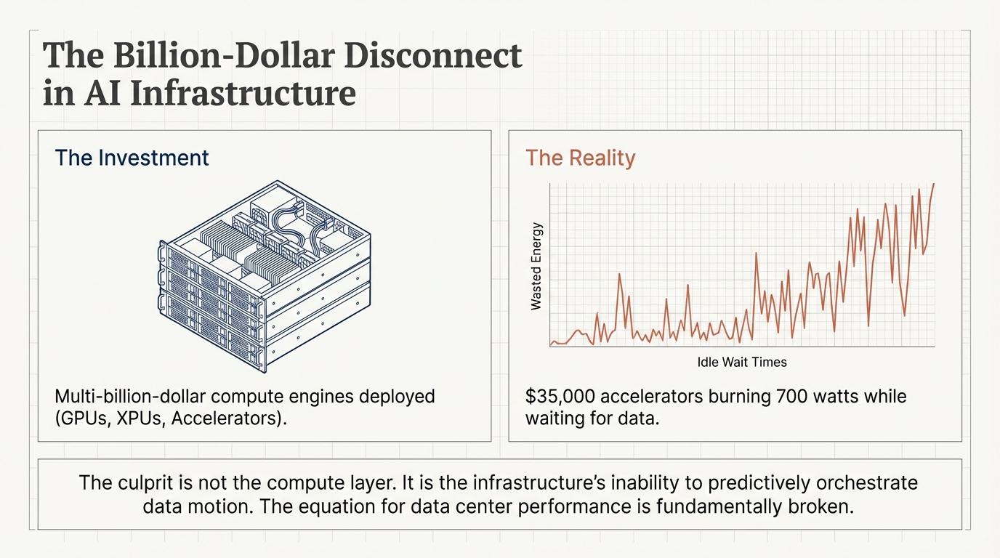 The Billion-Dollar Disconnect
in AI Infrastructure
The Investment
Multi-billion-dollar compute engines deployed
(GPUs, XPUs, Accelerators).
The Reality
Wasted Energy
Idle Wait Times
$35,000 accelerators burning 700 watts while
waiting for data.
The culprit is not the compute layer. It is the infrastructure’s inability to predictively orchestrate
data motion. The equation for data center performance is fundamentally broken.